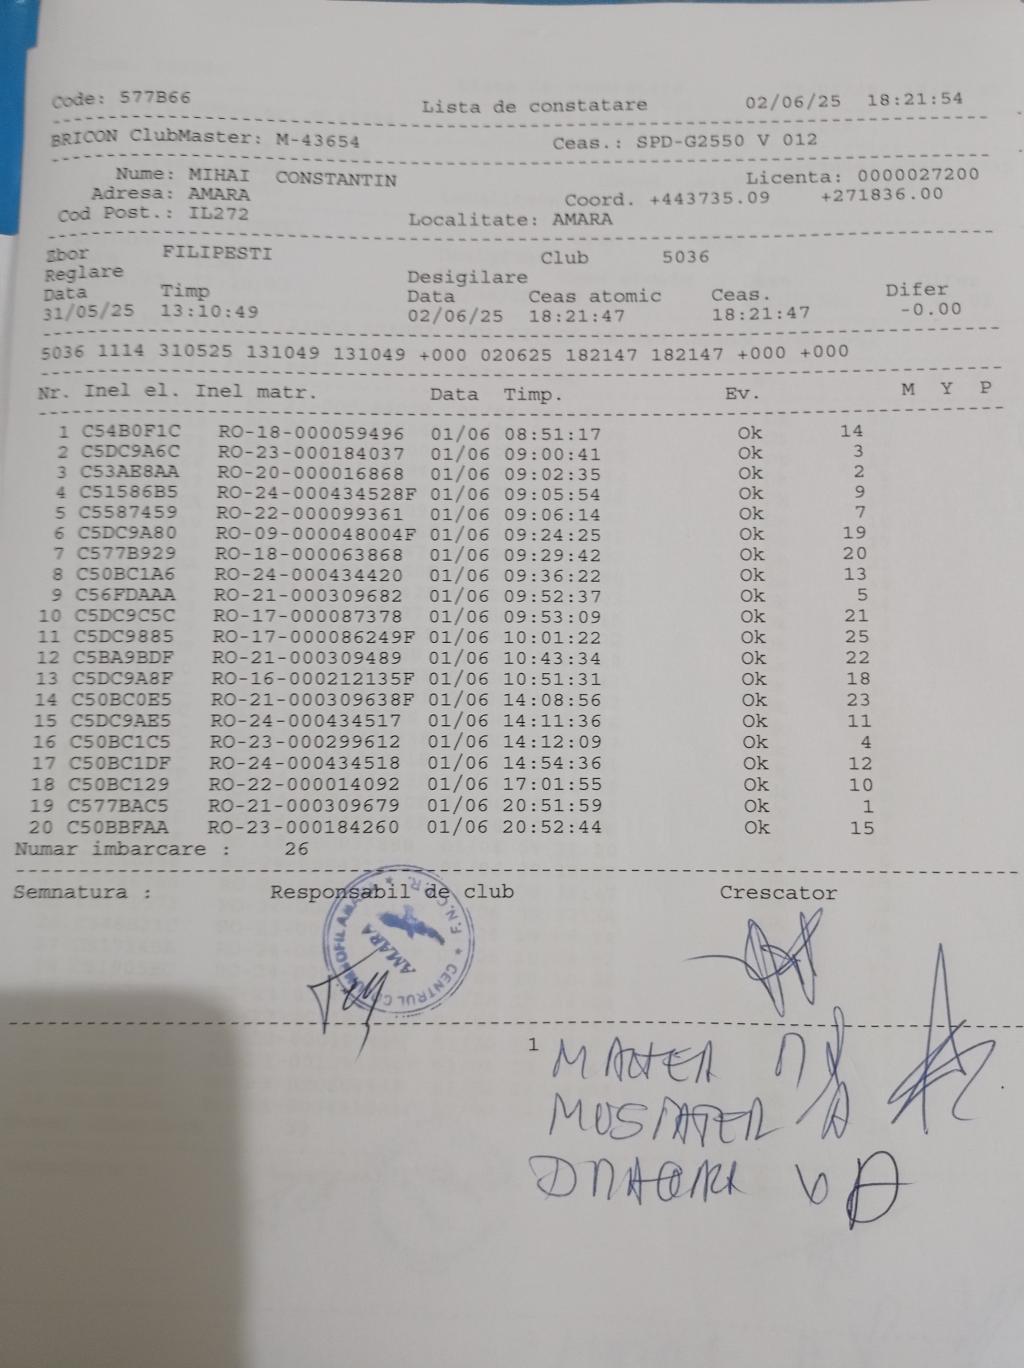 Code: 577B66 Lista de constatare 02/06/25 18:21:54
BRICON ClubMaster: M-43654 Ceas.: SPD-G2550 V 012
Nume: MIHAI CONSTANTIN Licenta: 0000027200
Adresa: AMARA Coord. +443735.09 +271836.00
Cod Post.: IL272 Localitate: AMARA
Zbor FILIPESTI Club 5036
Reglare Desigilare
Data Timp Data Ceas atomic Ceas. Difer
31/05/25 13:10:49 02/06/25 18:21:47 18:21:47 -0.00
5036 1114 310525 131049 131049 +000 020625 182147 182147 +000 +000
Nr. Inel el. Inel matr. Data Timp. Ev. M Y P
1 C54B0F1C RO-18-000059496 01/06 08:51:17 Ok 14
2 C5DC9A6C RO-23-000184037 01/06 09:00:41 Ok 3
3 C53AE8AA RO-20-000016868 01/06 09:02:35 Ok 2
4 C51586B5 RO-24-000434528F 01/06 09:05:54 Ok 9
5 C5587459 RO-22-000099361 01/06 09:06:14 Ok 7
6 C5DC9A80 RO-09-000048004F 01/06 09:24:25 Ok 19
7 C577B929 RO-18-000063868 01/06 09:29:42 Ok 20
8 C50BC1A6 RO-24-000434420 01/06 09:36:22 Ok 13
9 C56FDAAA RO-21-000309682 01/06 09:52:37 Ok 5
10 C5DC9C5C RO-17-000087378 01/06 09:53:09 Ok 21
11 C5DC9885 RO-17-000086249F 01/06 10:01:22 Ok 25
12 C5BA9BDF RO-21-000309489 01/06 10:43:34 Ok 22
13 C5DC9A8F RO-16-000212135F 01/06 10:51:31 Ok 18
14 C50BC0E5 RO-21-000309638F 01/06 14:08:56 Ok 23
15 C5DC9AE5 RO-24-000434517 01/06 14:11:36 Ok 11
16 C50BC1C5 RO-23-000299612 01/06 14:12:09 Ok 4
17 C50BC1DF RO-24-000434518 01/06 14:54:36 Ok 12
18 C50BC129 RO-22-000014092 01/06 17:01:55 Ok 10
19 C577BAC5 RO-21-000309679 01/06 20:51:59 Ok 1
20 C50BBFAA RO-23-000184260 01/06 20:52:44 Ok 15
Numar imbarcare : 26
Semnatura : Responsabil de club Crescator
AMARA
1